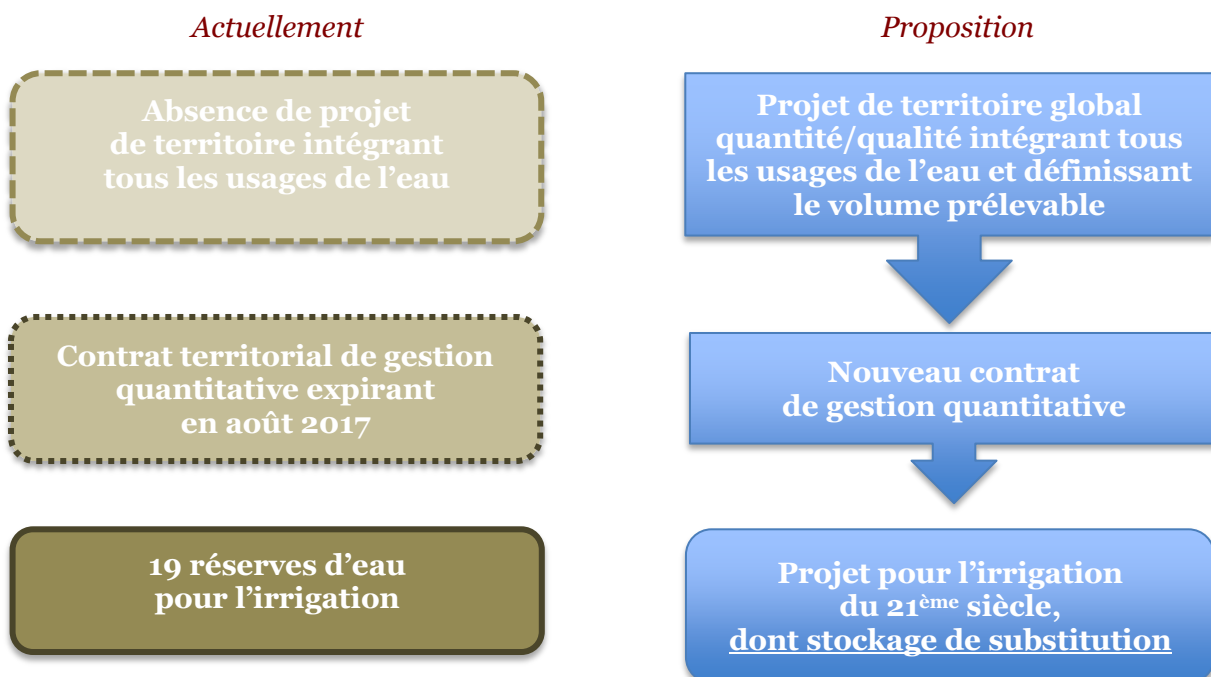 Actuellement
Absence de projet
de territoire intégrant
tous les usages de l’eau
Contrat territorial de gestion
quantitative expirant
en août 2017
19 réserves d’eau
pour l’irrigation
Proposition
Projet de territoire global
quantité/qualité intégrant tous
les usages de l’eau et définissant
le volume prélevable
Nouveau contrat
de gestion quantitative
Projet pour l’irrigation
du 21ème siècle,
dont stockage de substitution